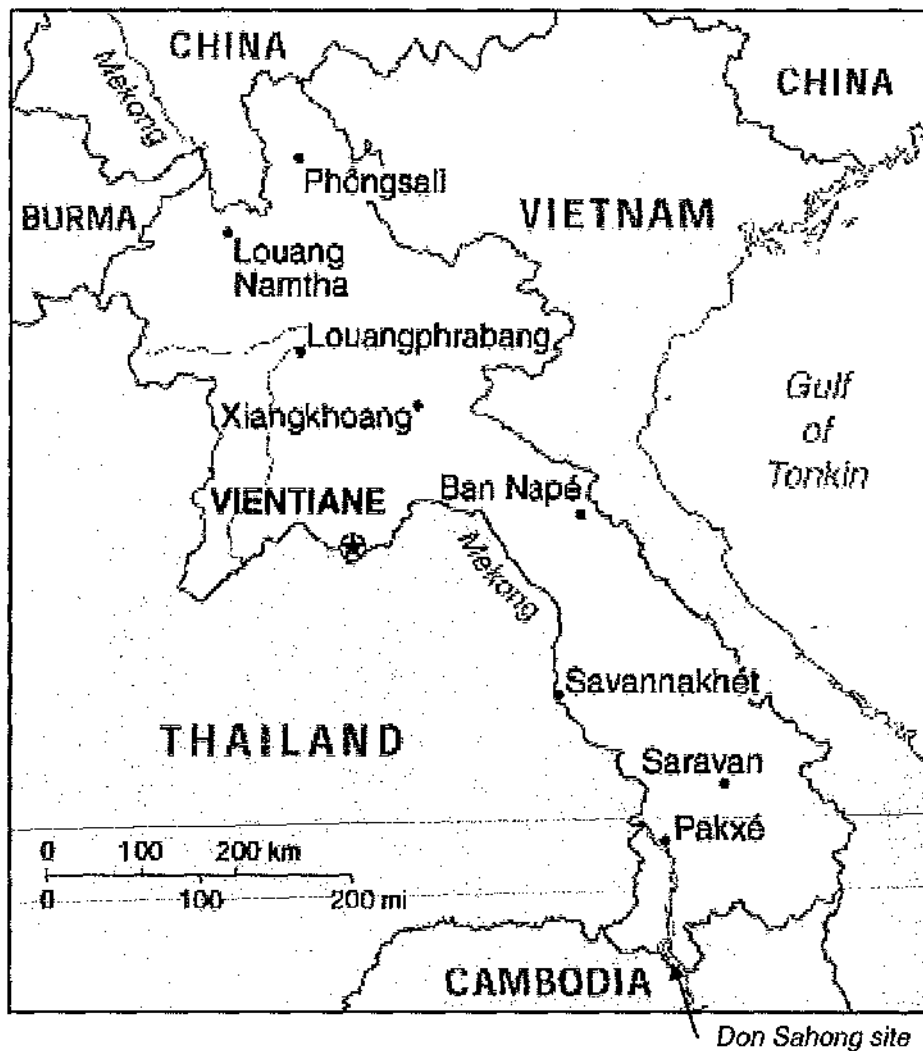 CHINA
Mekong
CHINA
Phôngsali
BURMA
VIETNAM
Louang
Namtha
Louangphrabang
Gulf
of
Tonkin
Xiangkhoang
Ban Napé
VIENTIANE
Mekong
Savannakhét
THAILAND
Saravan
Pakxé
0 100 200 km
0 100 200 mi
CAMBODIA
Don Sahong site